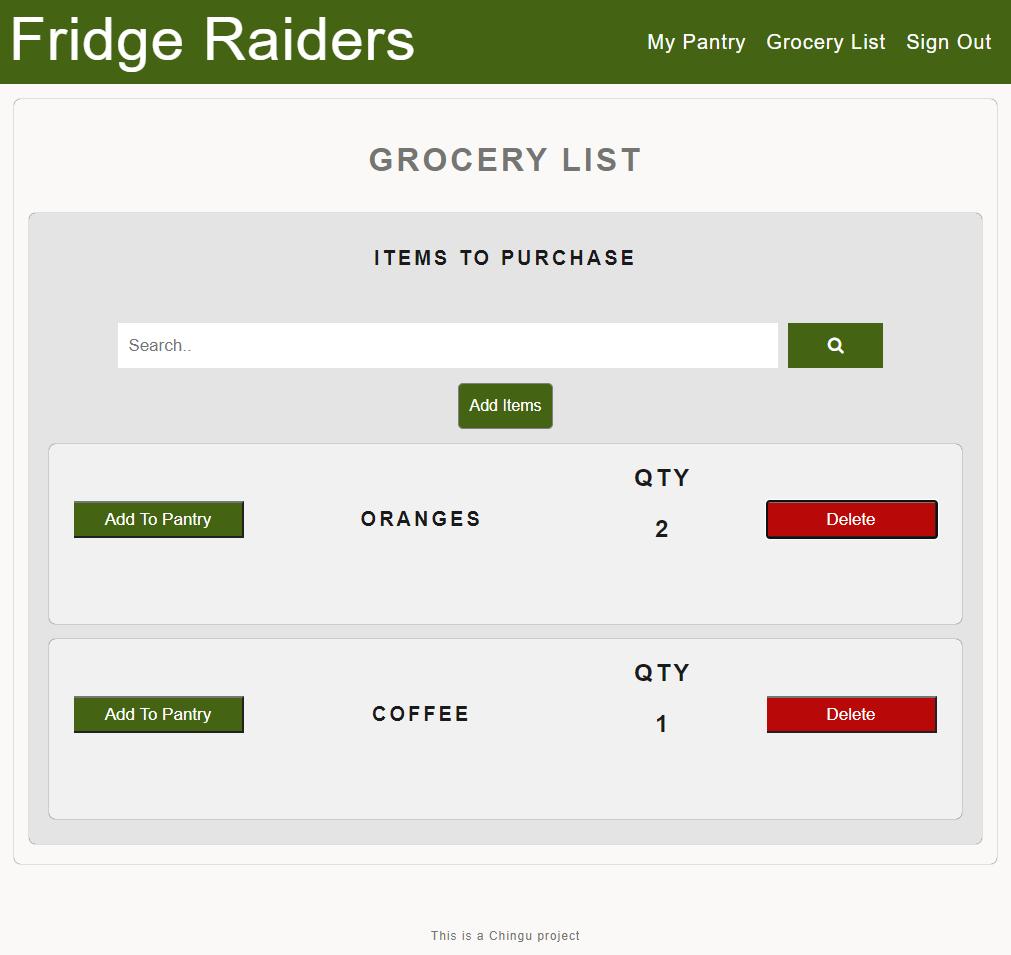 Fridge Raiders
My Pantry Grocery List Sign Out
GROCERY LIST
ITEMS TO PURCHASE
Search..
Add Items
QTY
Add To Pantry ORANGES 2 Delete
QTY
Add To Pantry COFFEE 1 Delete
This is a Chingu project